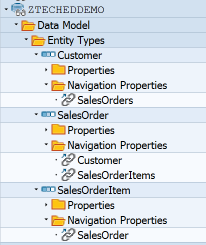 ZTECHEDDEMO
Data Model
Entity Types
Customer
Properties
Navigation Properties
SalesOrders
SalesOrder
Properties
Navigation Properties
Customer
SalesOrderItems
SalesOrderItem
Properties
Navigation Properties
SalesOrder